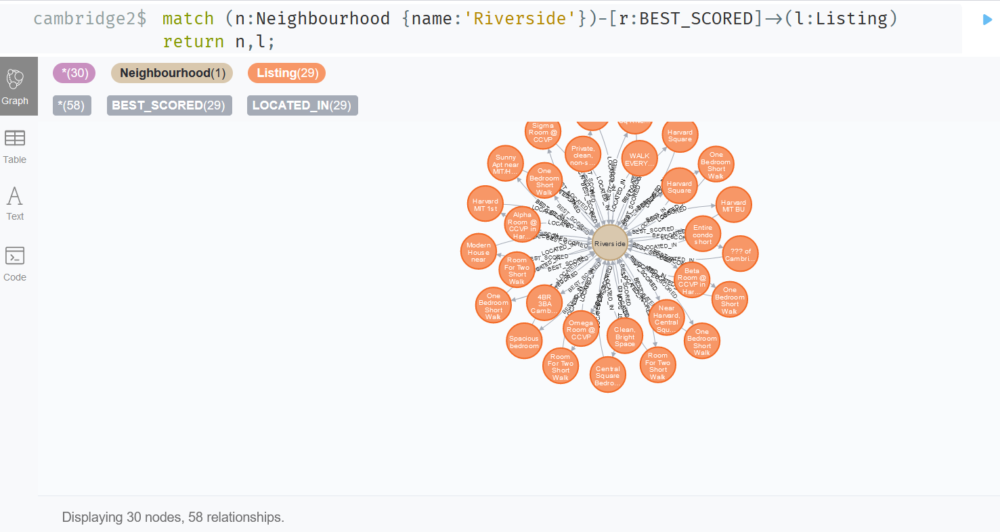 cambridge2$ match (n:Neighbourhood {name:'Riverside'})-[r:BEST_SCORED]->(l:Listing)
return n,l;
*(30) Neighbourhood(1) Listing(29)
*(58) BEST_SCORED(29) LOCATED_IN(29)
Graph
Table
Text
Code
Sigma
Room @
CCVP
Harvard
Square
Private,
clean,
non-s...
WALK
EVERY...
Sunny
Apt near
MIT/H...
One
Bedroom
Short
Walk
One
Bedroom
Short
Walk
Harvard
Square
Harvard
MIT 1st
Harvard
MIT BU
Alpha
Room @
CCVP in
Har...
Entire
condo
short
Riverside
Modern
House
near
??? of
Cambri...
Room
For Two
Short
Walk
Beta
Room @
CCVP in
Har...
One
Bedroom
Short
Walk
4BR
3BA
Camb...
One
Bedroom
Short
Walk
Near
Harvard,
Central
Squ...
Omega
Room @
CCVP
Clean,
Bright
Space
Spacious
bedroom
One
Bedroom
Short
Walk
Room
For Two
Short
Walk
Central
Square
Bedro...
Room
For Two
Short
Walk
BEST_SCORED
LOCATED_IN
Displaying 30 nodes, 58 relationships.